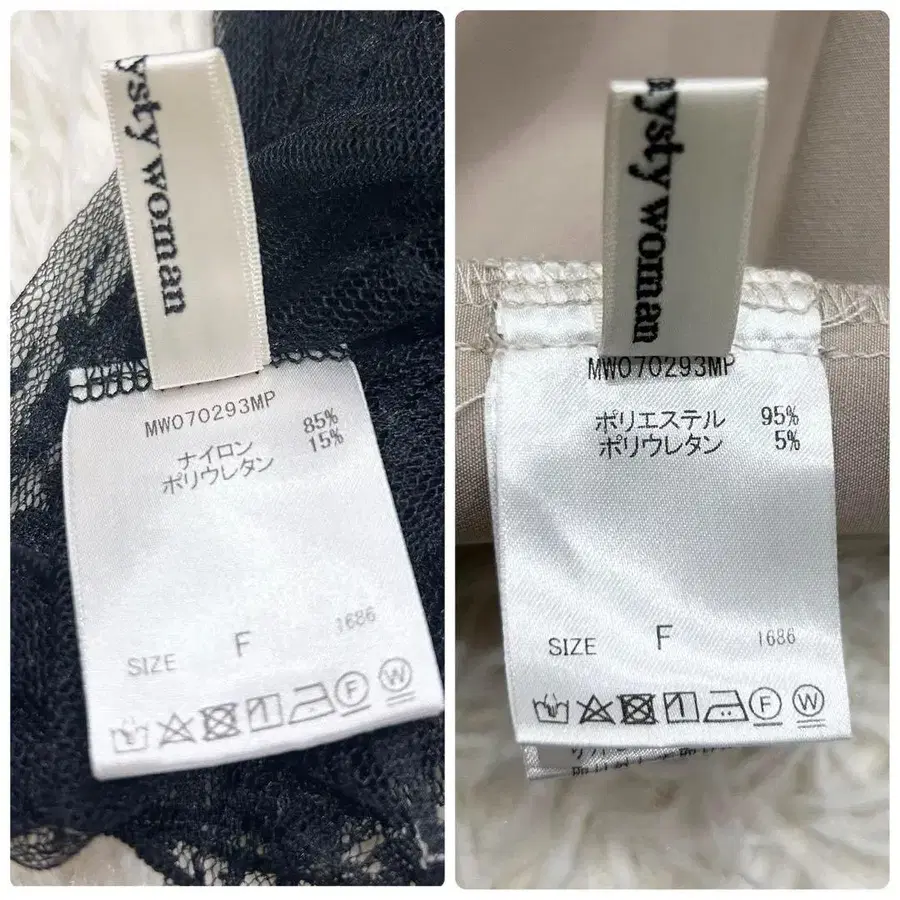 ysty woman
MW070293MP
ナイロン 85%
ポリウレタン 15%
SIZE F 1686
F W
ysty woman
MW070293MP
ポリエステル 95%
ポリウレタン 5%
SIZE F 1686
F W